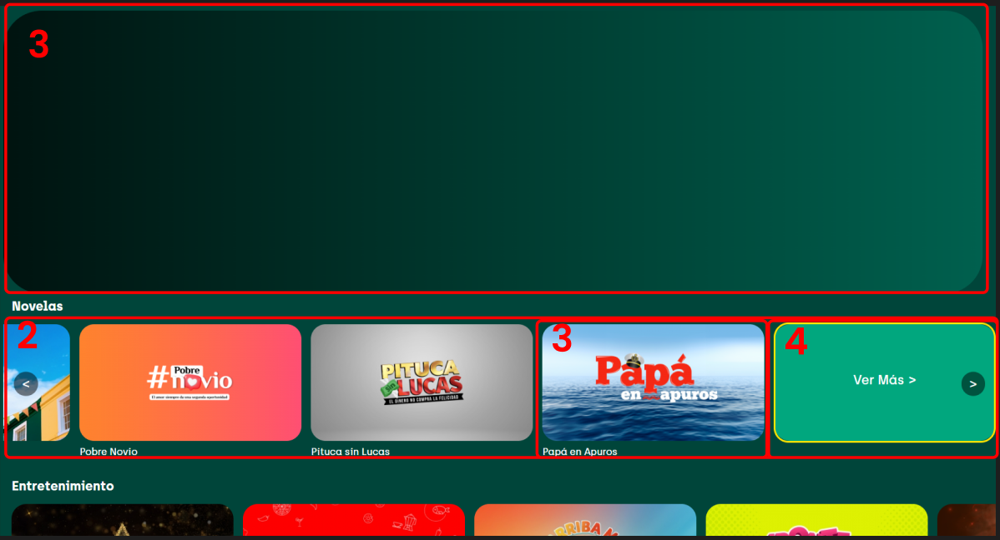 3
Novelas
2
3
4
<
#Pobre
novio
El amor siempre da una segunda oportunidad
PITUCA
sin
LUCAS
EL DINERO NO COMPRA LA FELICIDAD
Papá
en apuros
Ver Más >
>
Pobre Novio
Pituca sin Lucas
Papá en Apuros
Entretenimiento